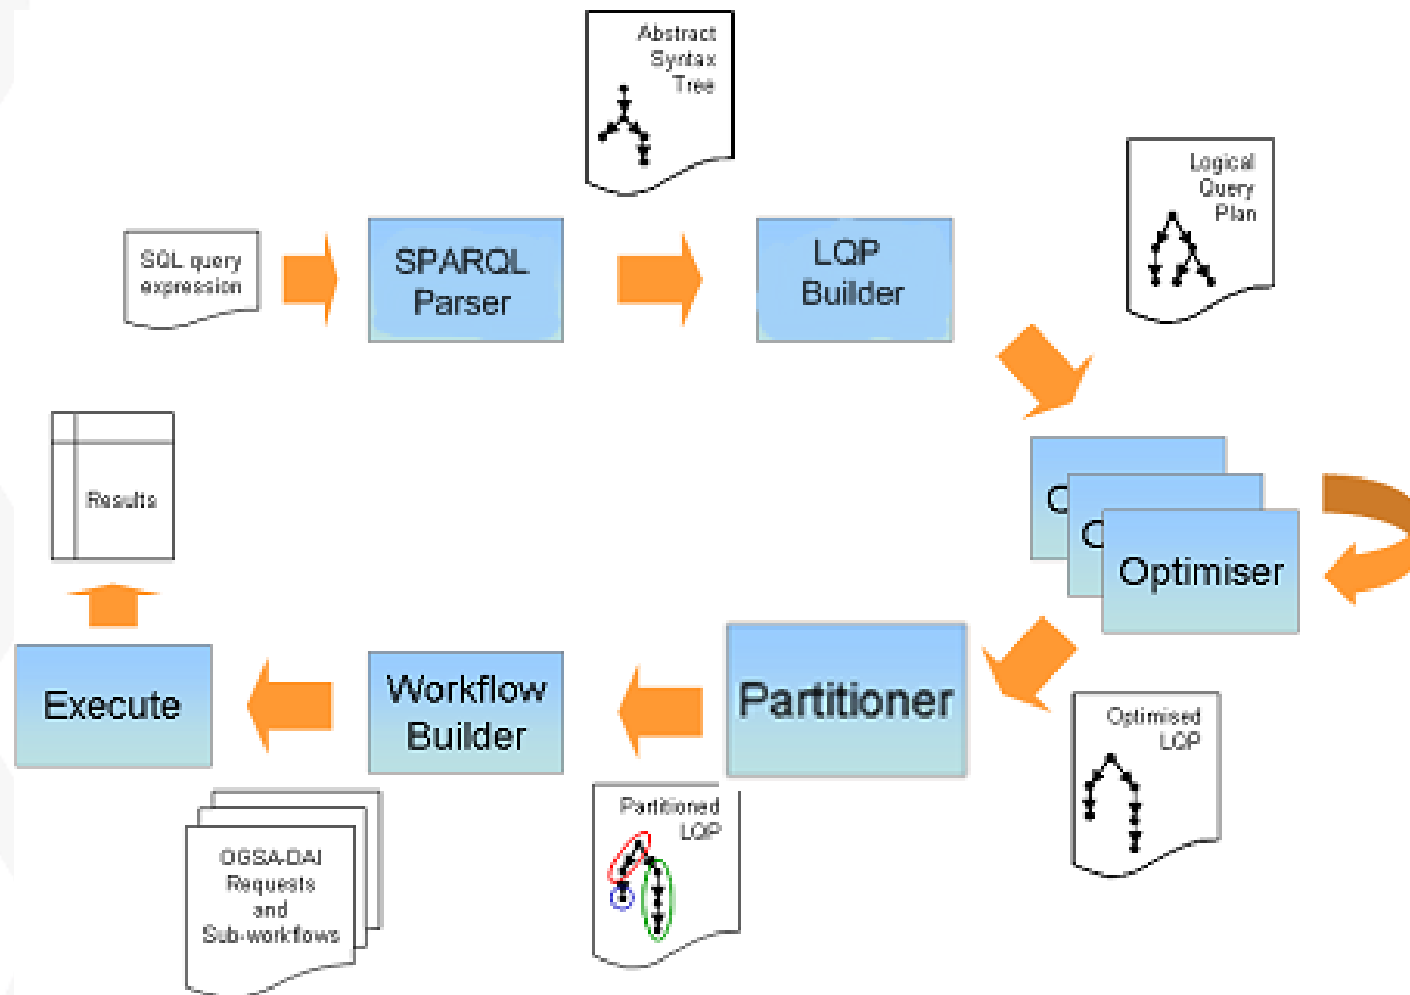 Abstract
Syntax
Tree
Logical
Query
Plan
SQL query
expression
SPARQL
Parser
LQP
Builder
Results
O
O
Optimiser
Execute
Workflow
Builder
Partitioner
Optimised
LQP
Partitioned
LQP
OGSA-DAI
Requests
and
Sub-workflows